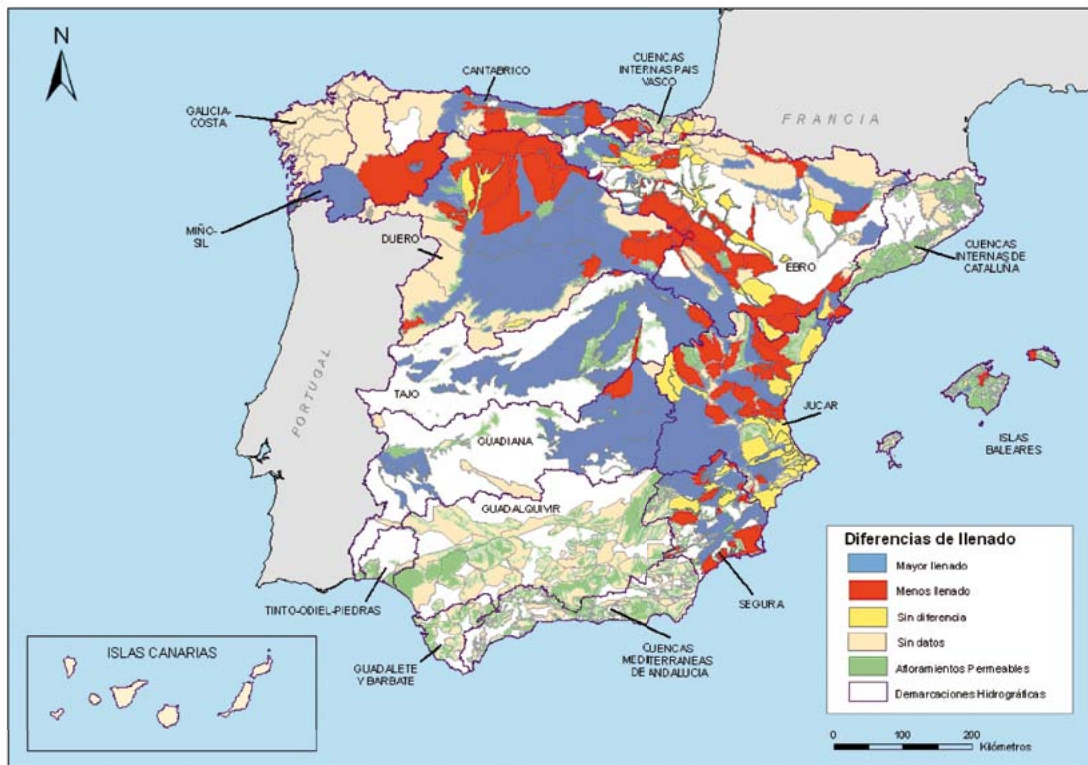 N
CANTABRICO
CUENCAS
INTERNAS PAIS
VASCO
GALICIA-
COSTA
FRANCIA
MIÑO-
SIL
DUERO
EBRO
CUENCAS
INTERNAS DE
CATALUÑA
PORTUGAL
TAJO
JUCAR
GUADIANA
ISLAS
BALEARES
GUADALQUIVIR
TINTO-ODIEL-PIEDRAS
SEGURA
GUADALETE
Y BARBATE
CUENCAS
MEDITERRANEAS
DE ANDALUCIA
ISLAS CANARIAS
Diferencias de llenado
Mayor llenado
Menos llenado
Sin diferencia
Sin datos
Afloramientos Permeables
Demarcaciones Hidrográficas
0 100 200
Kilómetros